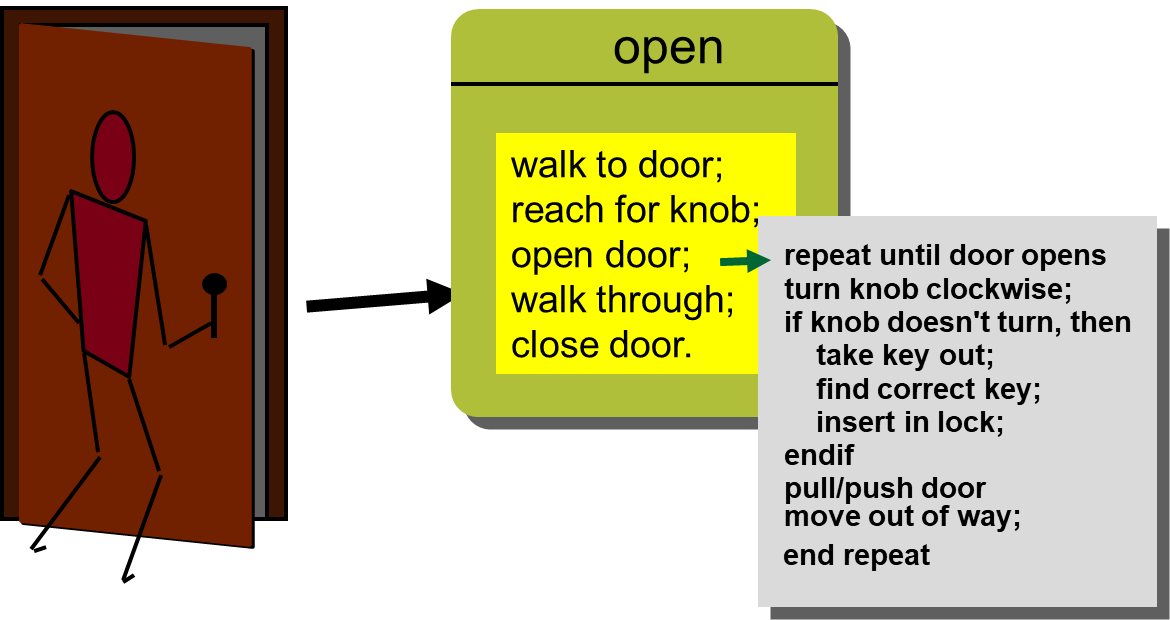 open
walk to door;
reach for knob;
open door;
walk through;
close door.
repeat until door opens
turn knob clockwise;
if knob doesn't turn, then
take key out;
find correct key;
insert in lock;
endif
pull/push door
move out of way;
end repeat